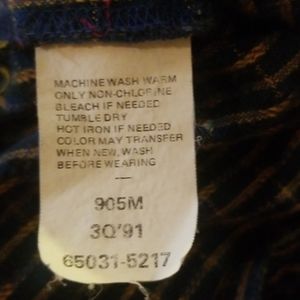 MACHINE WASH WARM
ONLY NON-CHLORINE
BLEACH IF NEEDED
TUMBLE DRY
HOT IRON IF NEEDED
COLOR MAY TRANSFER
WHEN NEW, WASH
BEFORE WEARING
—
905M
3Q'91
65031-5217